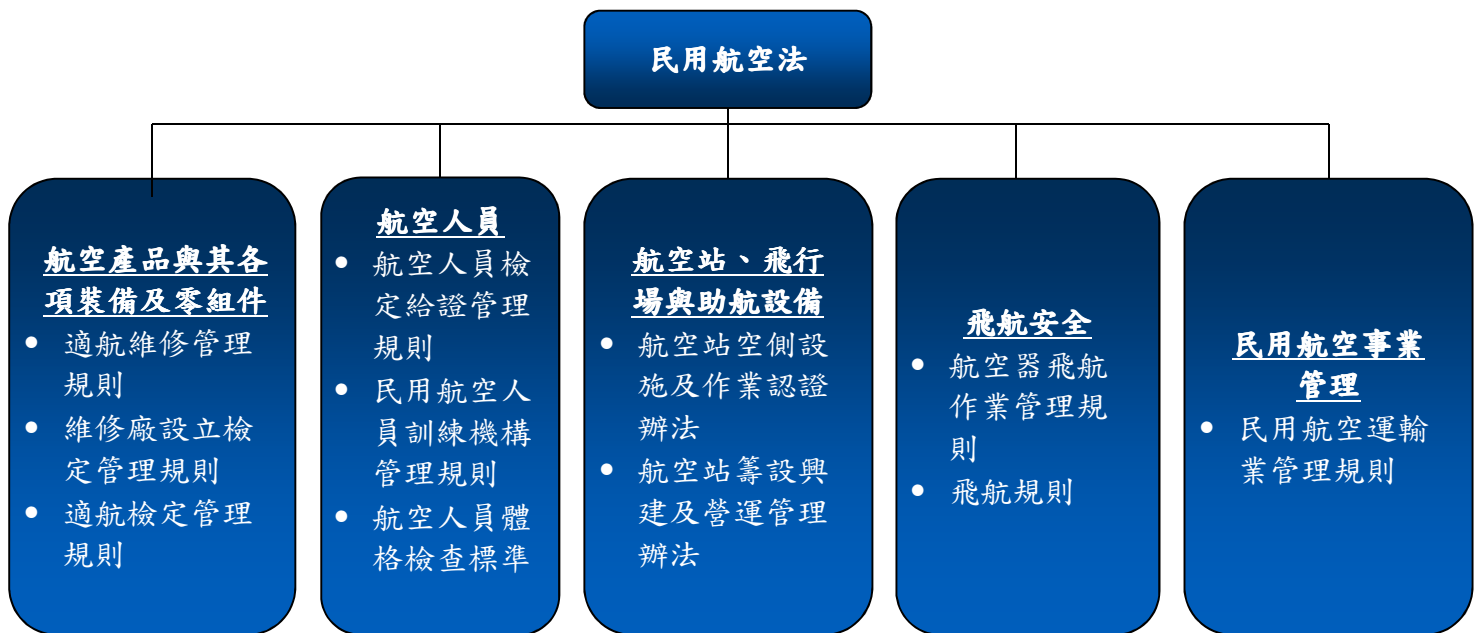 民用航空法
航空產品與其各
項裝備及零組件
• 適航維修管理
規則
• 維修廠設立檢
定管理規則
• 適航檢定管理
規則
航空人員
• 航空人員檢
定給證管理
規則
• 民用航空人
員訓練機構
管理規則
• 航空人員體
格檢查標準
航空站、飛行
場與助航設備
• 航空站空側設
施及作業認證
辦法
• 航空站籌設興
建及營運管理
辦法
飛航安全
• 航空器飛航
作業管理規
則
• 飛航規則
民用航空事業
管理
• 民用航空運輸
業管理規則